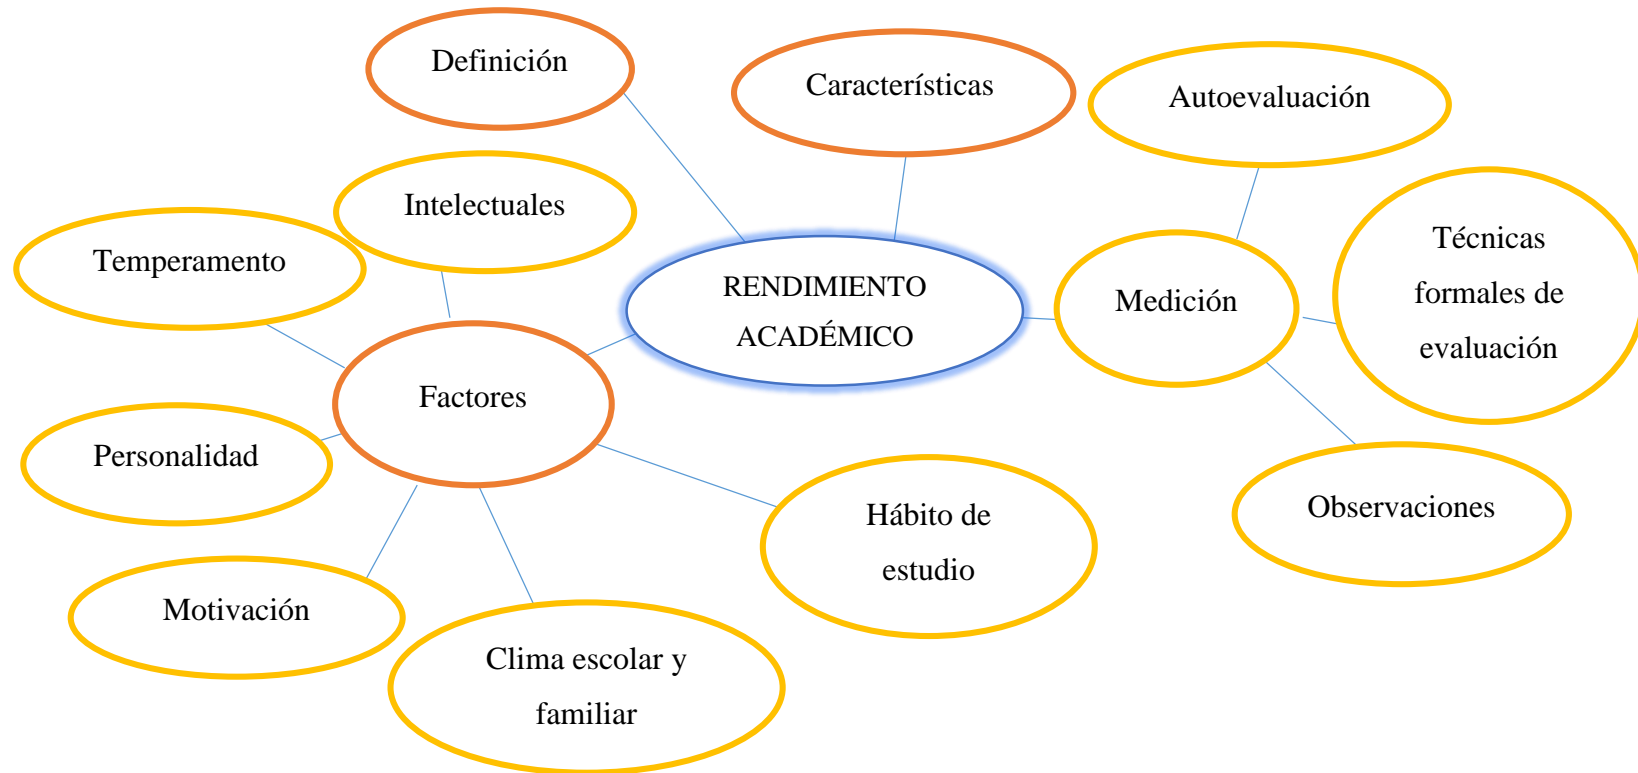 Definición
Características
Autoevaluación
Intelectuales
Temperamento
RENDIMIENTO
ACADÉMICO
Medición
Técnicas
formales de
evaluación
Factores
Personalidad
Hábito de
estudio
Observaciones
Motivación
Clima escolar y
familiar